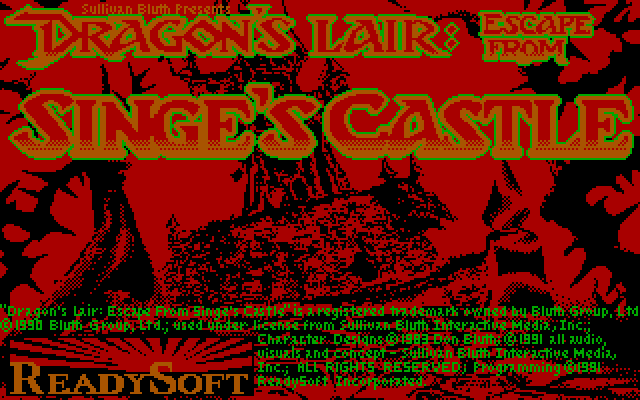 Sullivan Bluth Presents
DRAGON'S LAIR: ESCAPE
FROM
SINGE'S CASTLE
"Dragon's Lair: Escape From Singe's Castle" is a registered trademark owned by Bluth Group, Ltd
©1990 Bluth Group, Ltd., used under license from Sullivan Bluth Interactive Media, Inc.;
Character Designs ©1983 Don Bluth; ©1991 all audio,
visuals and concept - Sullivan Bluth Interactive Media,
Inc.; ALL RIGHTS RESERVED; Programming ©1991
ReadySoft Incorporated.
READYSOFT